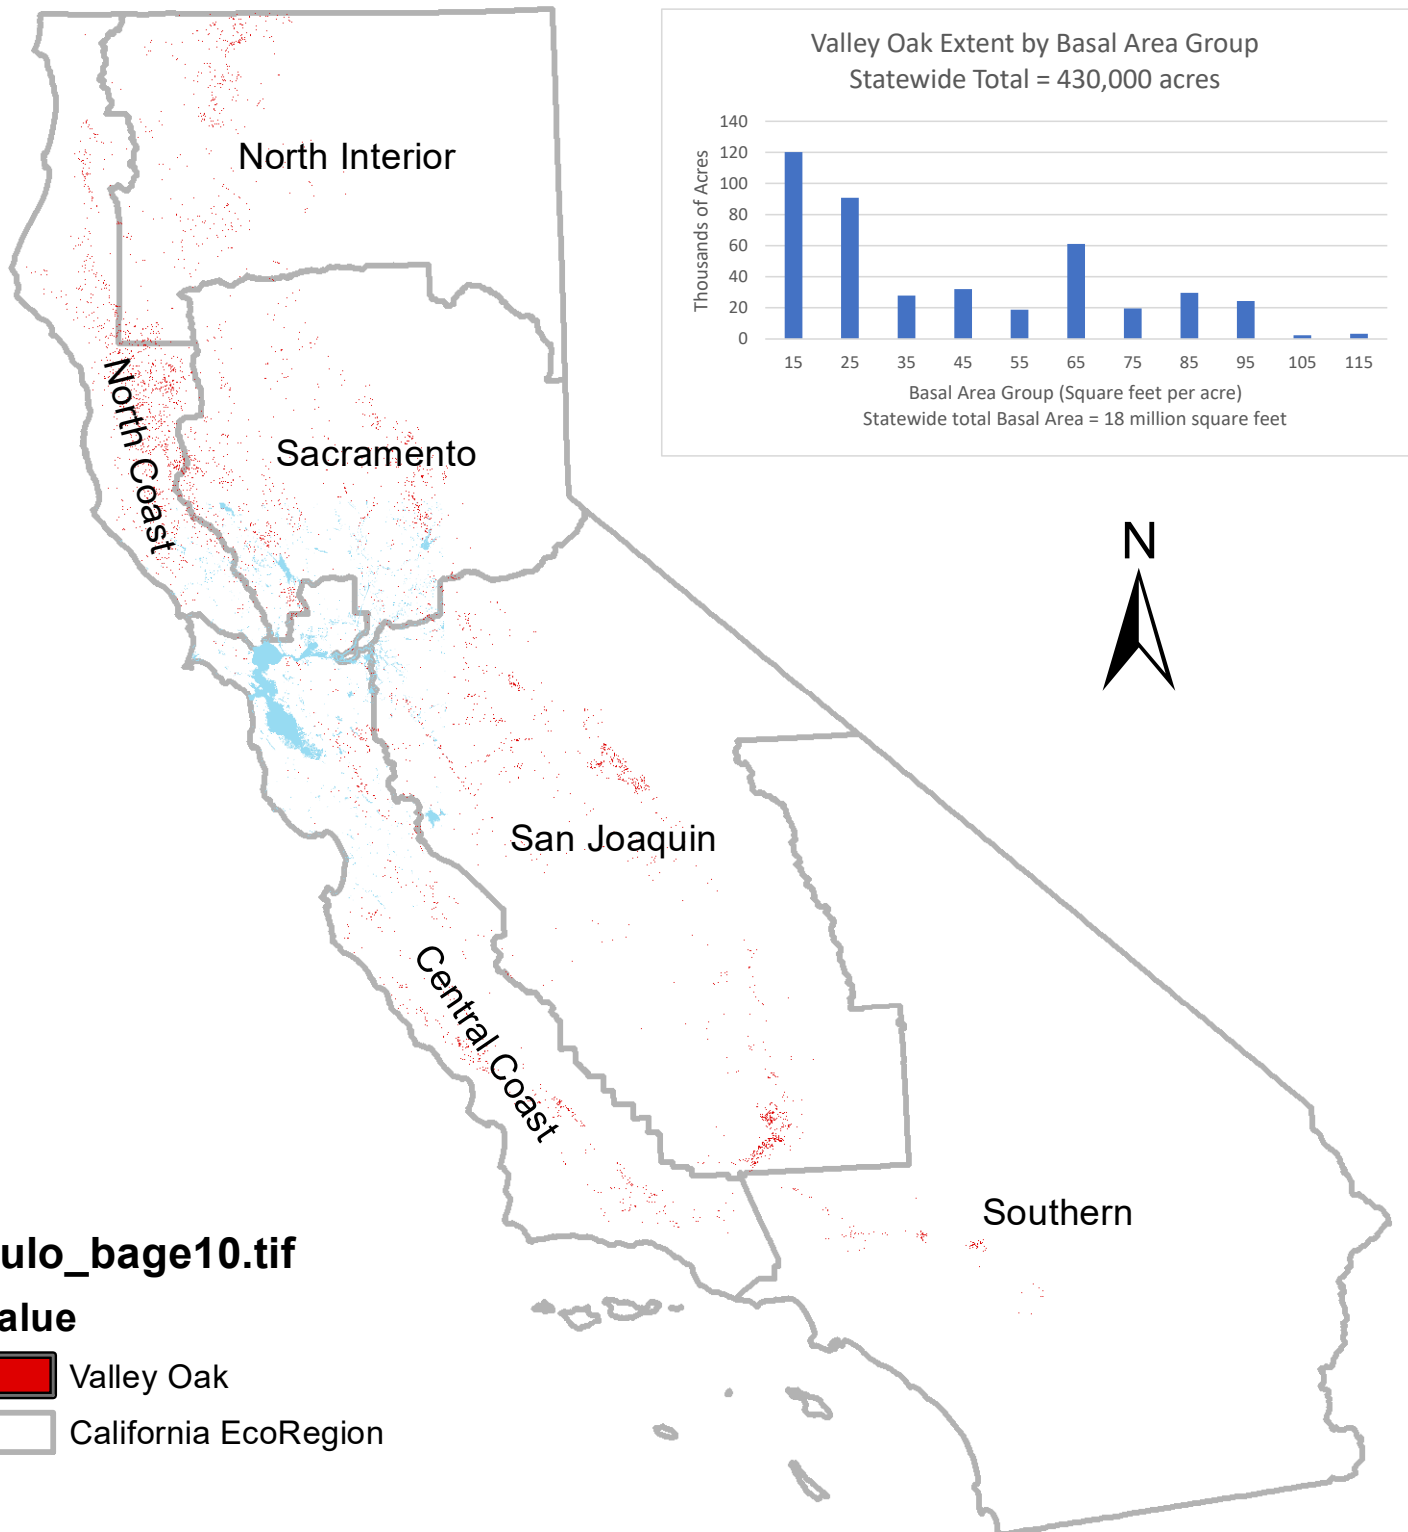 Valley Oak Extent by Basal Area Group
Statewide Total = 430,000 acres
Thousands of Acres
140
120
100
80
60
40
20
0
15 25 35 45 55 65 75 85 95 105 115
Basal Area Group (Square feet per acre)
Statewide total Basal Area = 18 million square feet
North Interior
North Coast
Sacramento
N
San Joaquin
Central Coast
Southern
ulo_bage10.tif
alue
Valley Oak
California EcoRegion